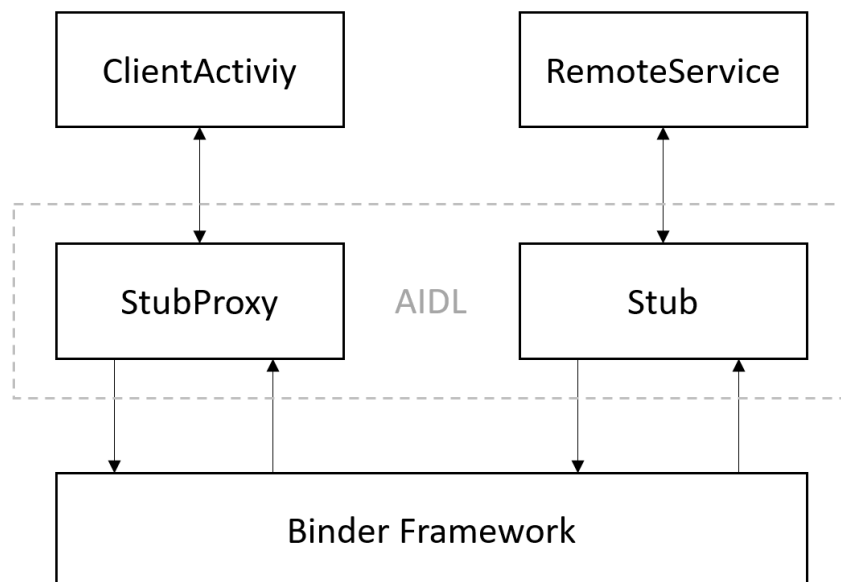 ClientActiviy
RemoteService
StubProxy
AIDL
Stub
Binder Framework